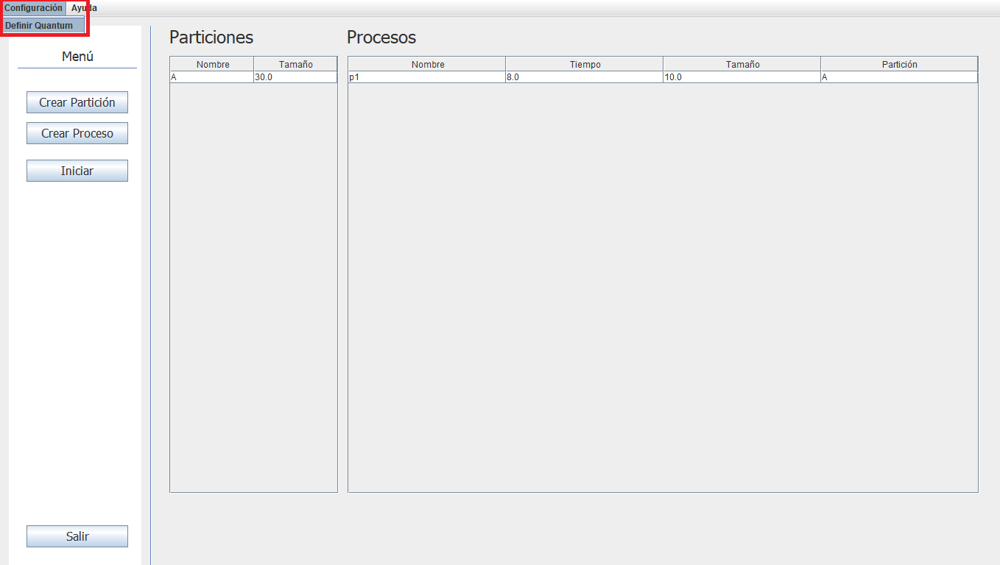 Configuración Ayuda
Definir Quantum
Menú
Crear Partición
Crear Proceso
Iniciar
Salir
Particiones
Nombre Tamaño
A 30.0
Procesos
Nombre Tiempo Tamaño Partición
p1 8.0 10.0 A